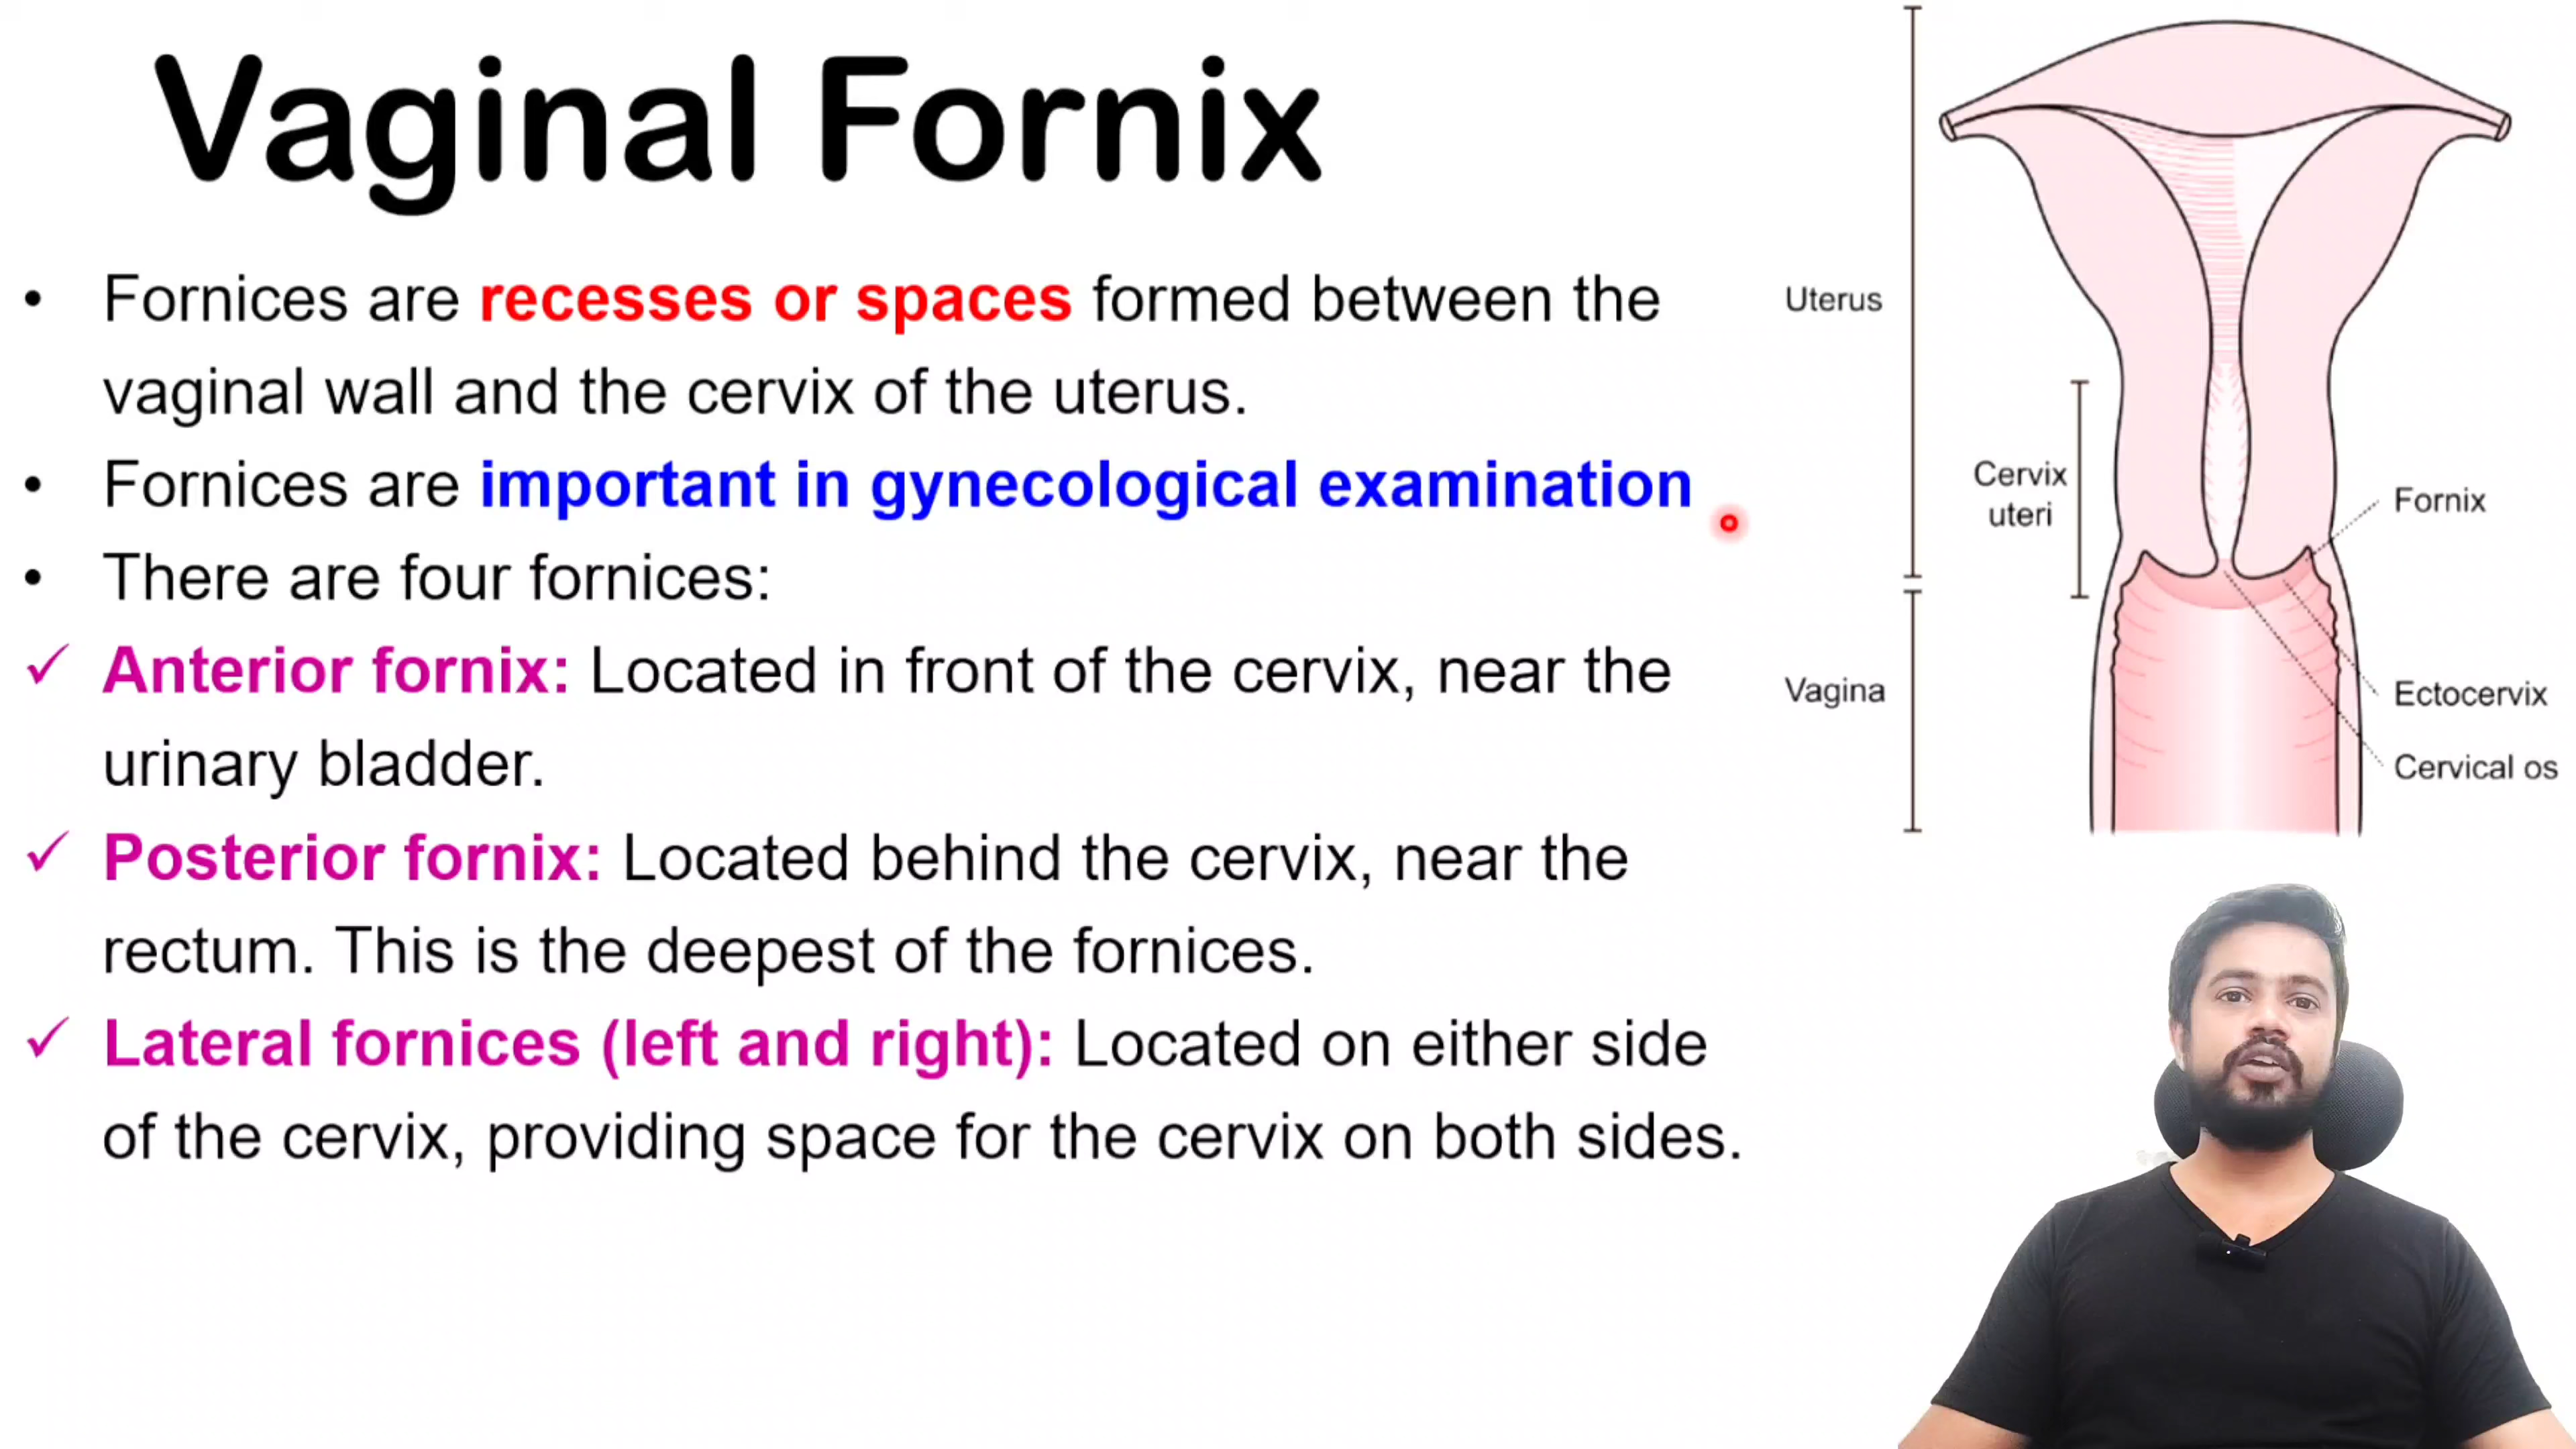 Vaginal Fornix
• Fornices are recesses or spaces formed between the
vaginal wall and the cervix of the uterus.
• Fornices are important in gynecological examination
• There are four fornices:
✓ Anterior fornix: Located in front of the cervix, near the
urinary bladder.
✓ Posterior fornix: Located behind the cervix, near the
rectum. This is the deepest of the fornices.
✓ Lateral fornices (left and right): Located on either side
of the cervix, providing space for the cervix on both sides.
Uterus
Cervix
uteri
Fornix
Vagina
Ectocervix
Cervical os